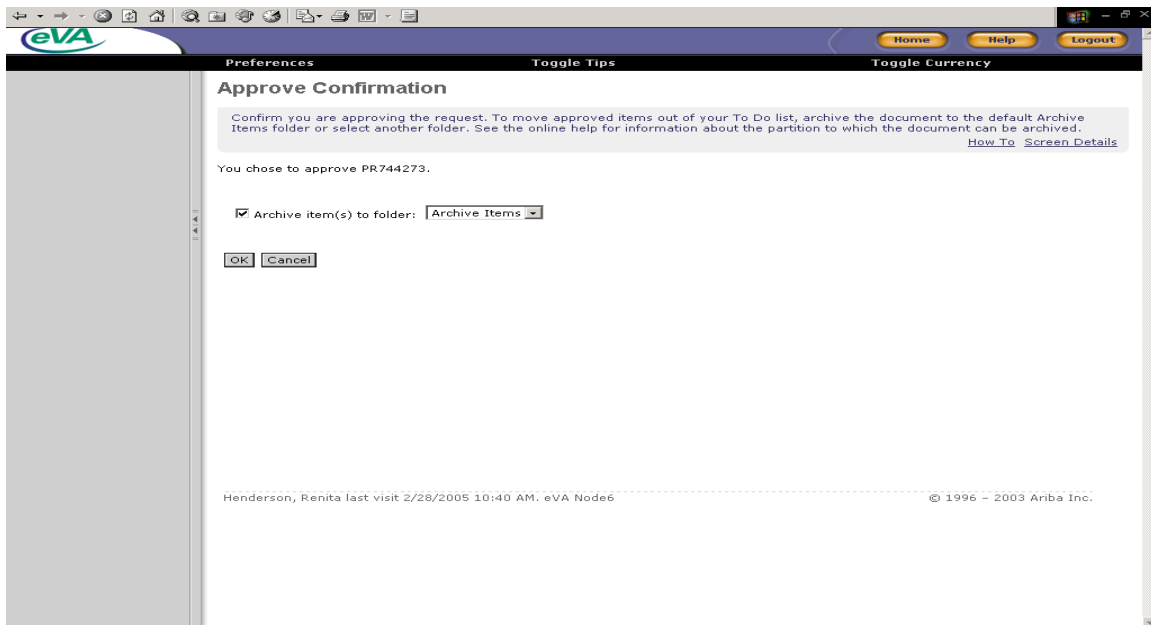 eVA
Home Help Logout
Preferences Toggle Tips Toggle Currency
Approve Confirmation
Confirm you are approving the request. To move approved items out of your To Do list, archive the document to the default Archive
Items folder or select another folder. See the online help for information about the partition to which the document can be archived.
How To Screen Details
You chose to approve PR744273.
Archive item(s) to folder: Archive Items
OK Cancel
Henderson, Renita last visit 2/28/2005 10:40 AM. eVA Node6 © 1996 – 2003 Ariba Inc.